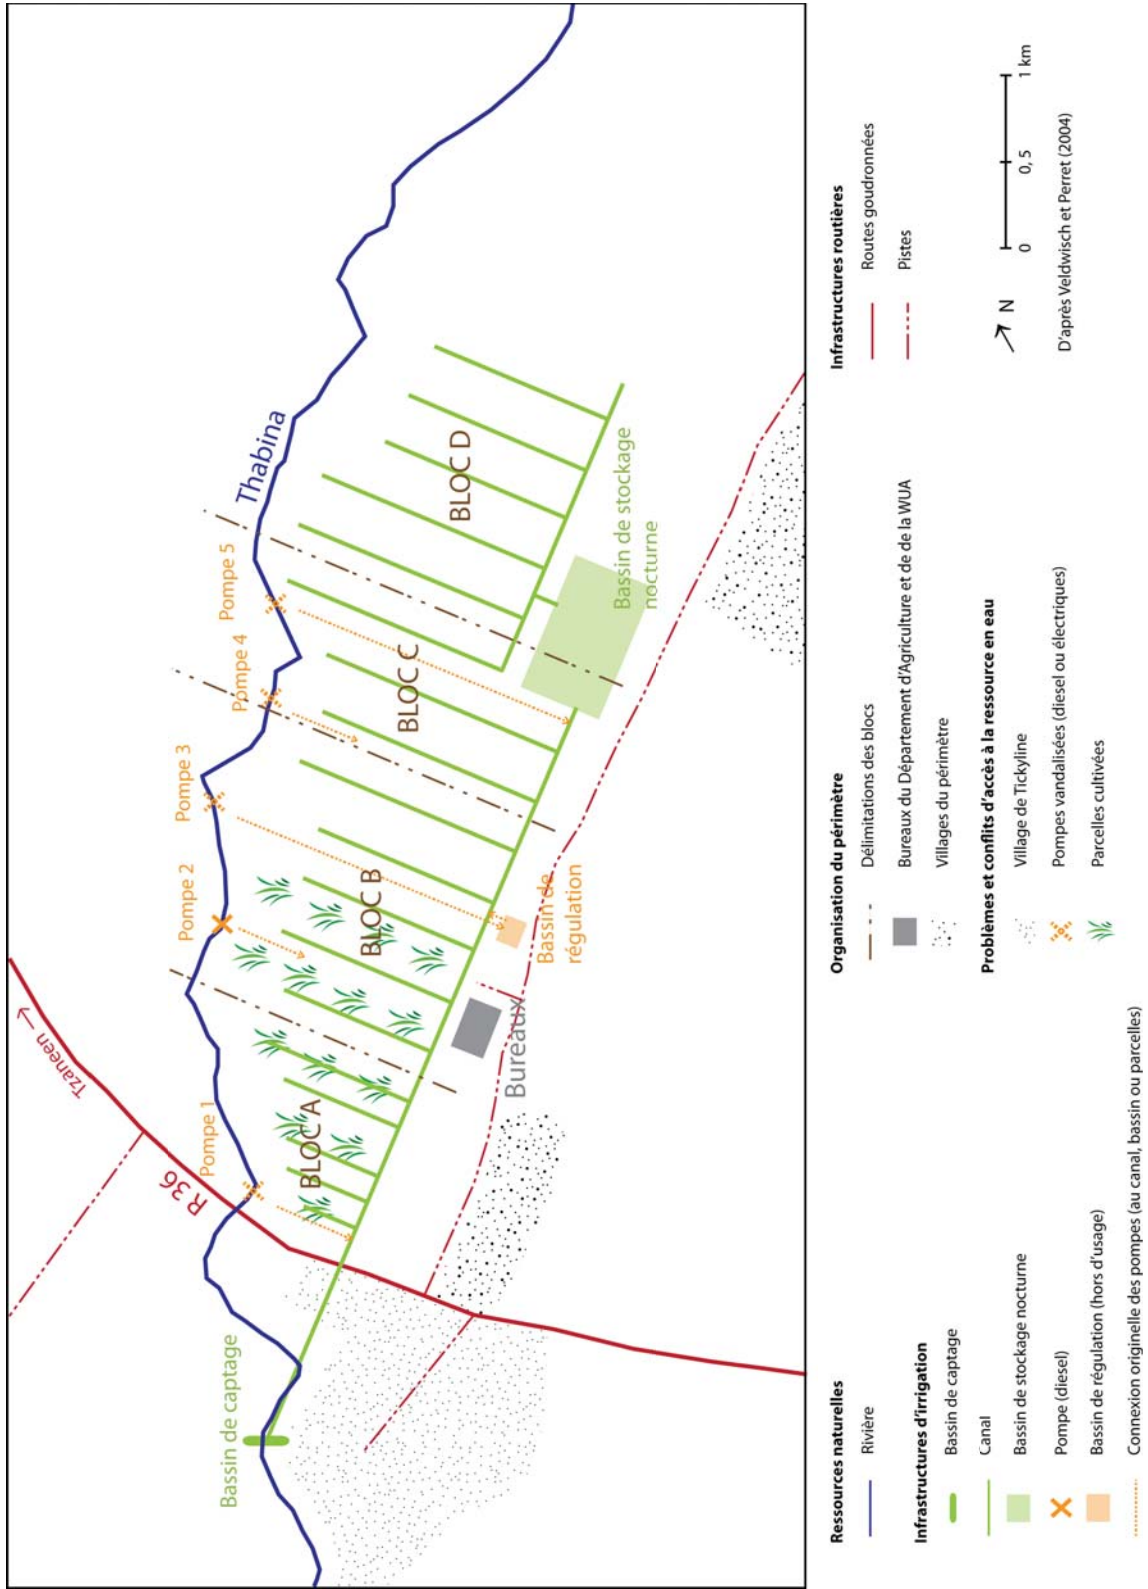 Tzaneen →
R 36
Thabina
Bassin de captage
Pompe 1
Pompe 2
Pompe 3
Pompe 4
Pompe 5
BLOC A
BLOC B
BLOC C
BLOC D
Bureaux
Bassin de
régulation
Bassin de stockage
nocturne
Ressources naturelles
Rivière
Infrastructures d'irrigation
Bassin de captage
Canal
Bassin de stockage nocturne
Pompe (diesel)
Bassin de régulation (hors d'usage)
Connexion originelle des pompes (au canal, bassin ou parcelles)
Organisation du périmètre
Délimitations des blocs
Bureaux du Département d'Agriculture et de de la WUA
Villages du périmètre
Problèmes et conflits d'accès à la ressource en eau
Village de Tickyline
Pompes vandalisées (diesel ou électriques)
Parcelles cultivées
Infrastructures routières
Routes goudronnées
Pistes
N
0 0, 5 1 km
D'après Veldwisch et Perret (2004)